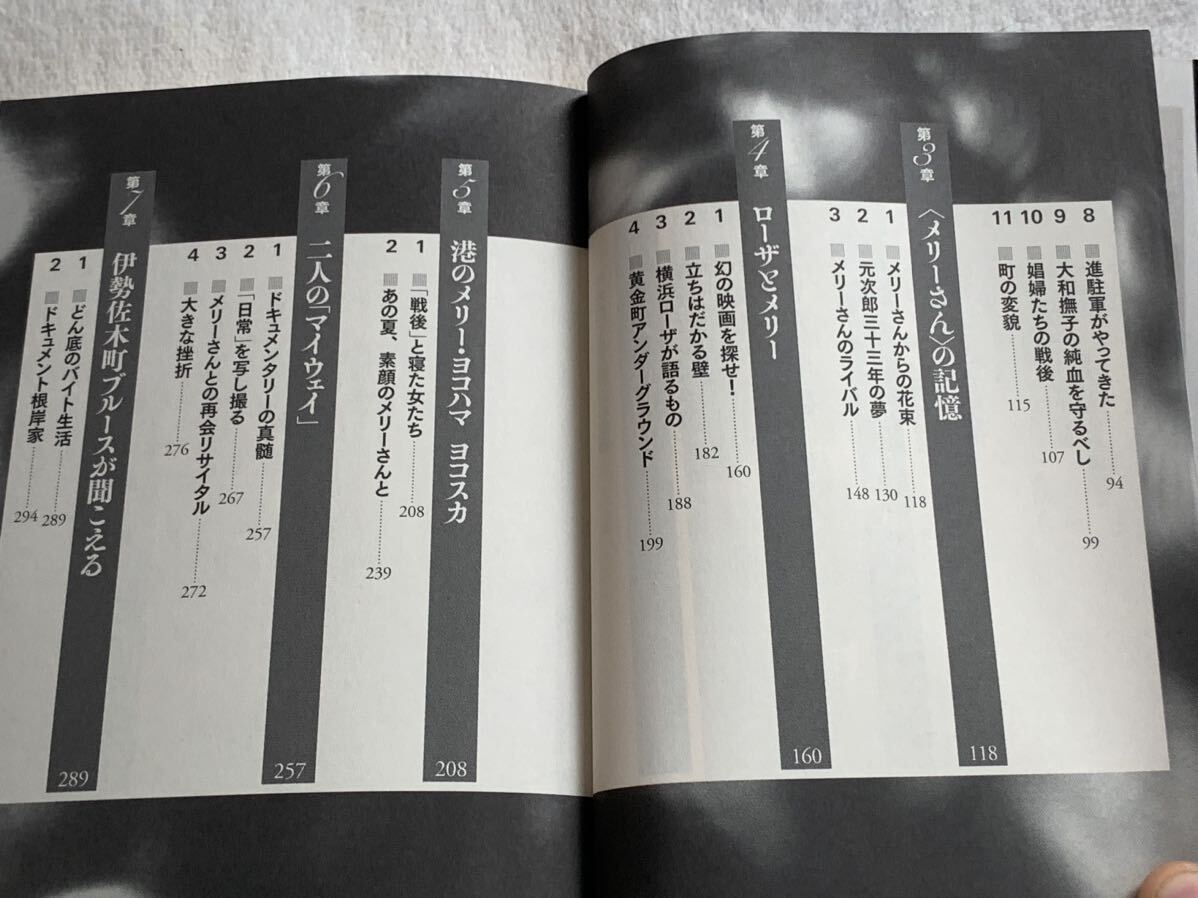 8 進駐軍がやってきた 94
9 大和撫子の純血を守るべし 99
10 娼婦たちの戦後 107
11 町の変貌 115
第3章 〈メリーさん〉の記憶 118
1 メリーさんからの花束 118
2 元次郎三十三年の夢 130
3 メリーさんのライバル 148
第4章 ローザとメリー 160
1 幻の映画を探せ! 160
2 立ちはだかる壁 182
3 横浜ローザが語るもの 188
4 黄金町アンダーグラウンド 199
第5章 港のメリー・ヨコハマ ヨコスカ 208
1 「戦後」と寝た女たち 208
2 あの夏、素顔のメリーさんと 239
第6章 二人の「マイウェイ」 257
1 ドキュメンタリーの真髄 257
2 「日常」を写し撮る 267
3 メリーさんとの再会リサイタル 272
4 大きな挫折 276
第7章 伊勢佐木町ブルースが聞こえる 289
1 どん底のバイト生活 289
2 ドキュメント根岸家 294